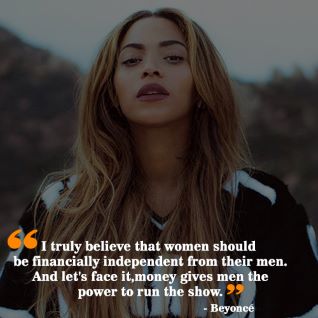 “ I truly believe that women should
be financially independent from their men.
And let's face it,money gives men the
power to run the show. ”
- Beyoncé